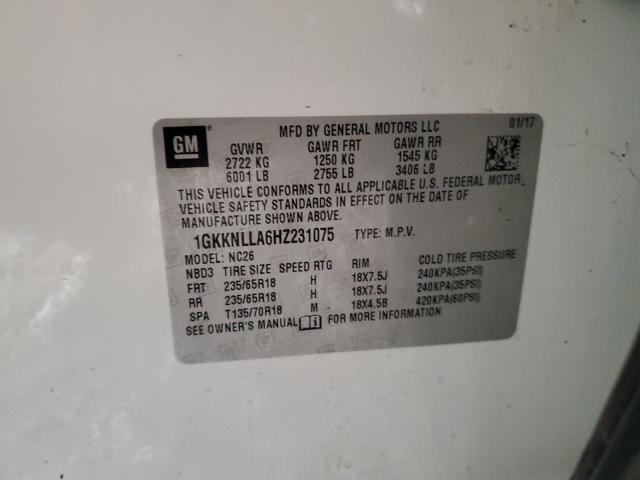 GM
MFD BY GENERAL MOTORS LLC 01/17
GVWR GAWR FRT GAWR RR
2722 KG 1250 KG 1545 KG
6001 LB 2755 LB 3406 LB
THIS VEHICLE CONFORMS TO ALL APPLICABLE U.S. FEDERAL MOTOR
VEHICLE SAFETY STANDARDS IN EFFECT ON THE DATE OF
MANUFACTURE SHOWN ABOVE.
1GKKNLLA6HZ231075 TYPE: M.P.V.
MODEL: NC26
NBD3 TIRE SIZE SPEED RTG RIM COLD TIRE PRESSURE
FRT 235/65R18 H 18X7.5J 240KPA(35PSI)
RR 235/65R18 H 18X7.5J 240KPA(35PSI)
SPA T135/70R18 M 18X4.5B 420KPA(60PSI)
SEE OWNER'S MANUAL FOR MORE INFORMATION.